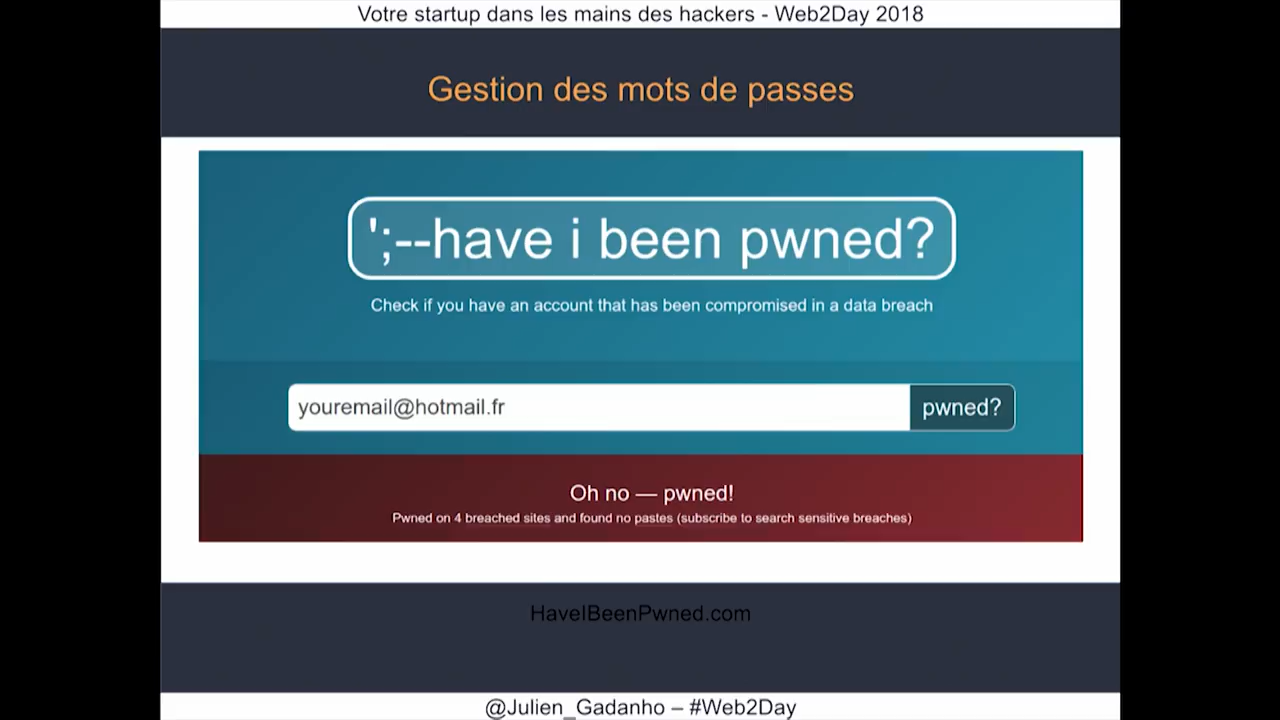 Votre startup dans les mains des hackers - Web2Day 2018
Gestion des mots de passes
';--have i been pwned?
Check if you have an account that has been compromised in a data breach
youremail@hotmail.fr
pwned?
Oh no — pwned!
Pwned on 4 breached sites and found no pastes (subscribe to search sensitive breaches)
HaveIBeenPwned.com
@Julien_Gadanho – #Web2Day